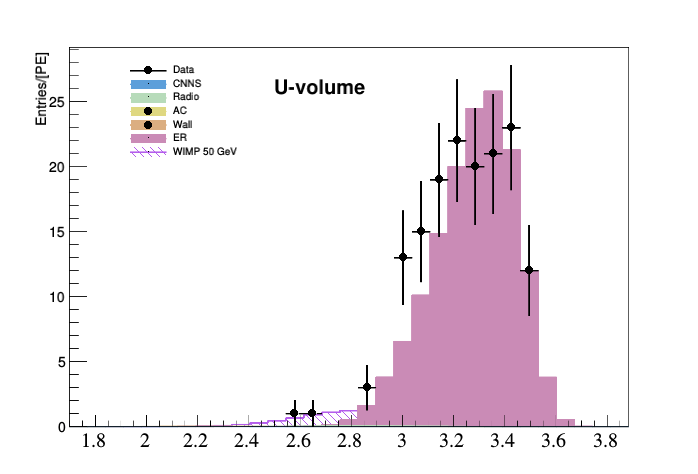 U-volume
Entries/[PE]
Data
CNNS
Radio
AC
Wall
ER
WIMP 50 GeV
25
20
15
10
5
0
1.8 2 2.2 2.4 2.6 2.8 3 3.2 3.4 3.6 3.8